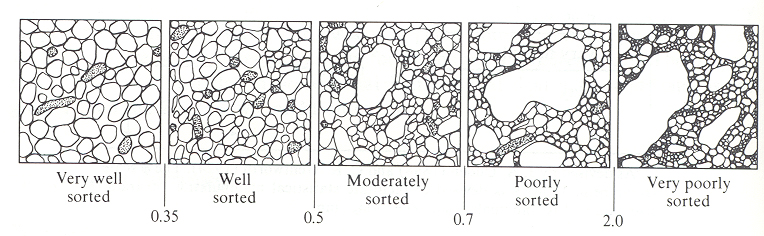 Very well
sorted
Well
sorted
Moderately
sorted
Poorly
sorted
Very poorly
sorted
0.35
0.5
0.7
2.0